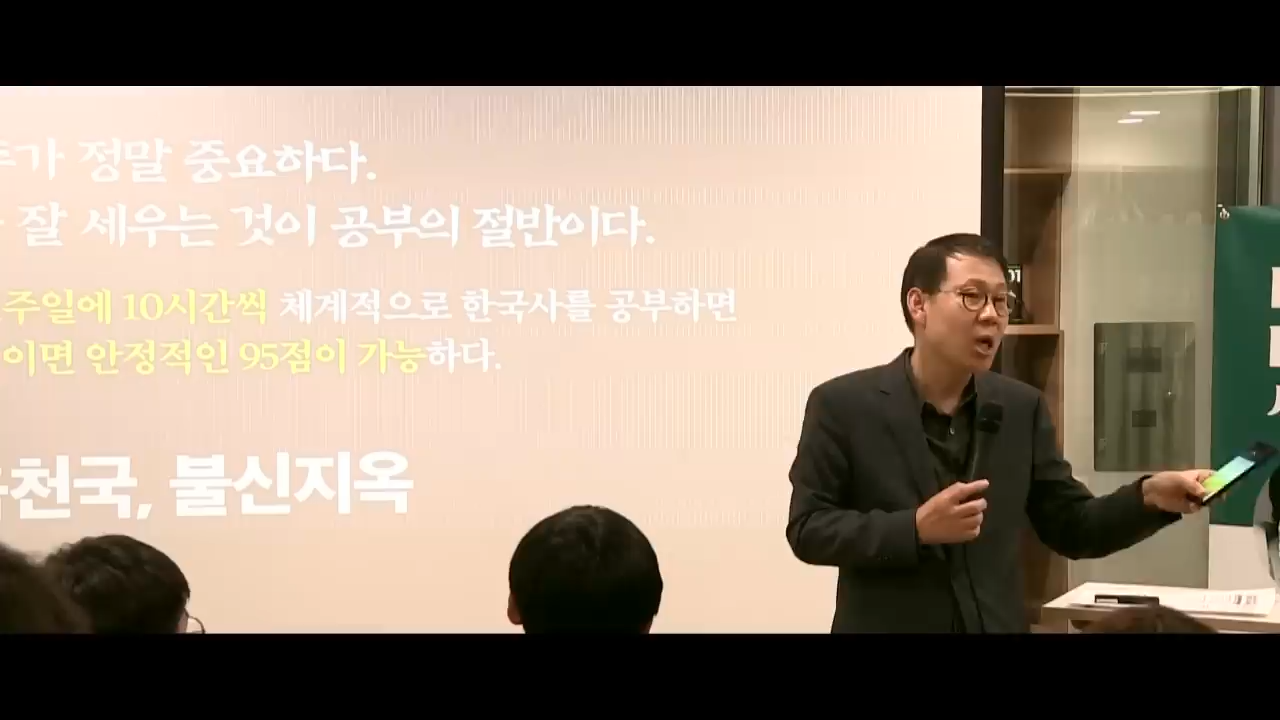 정말 중요하다.
잘 세우는 것이 공부의 절반이다.
주일에 10시간씩 체계적으로 한국사를 공부하면
이면 안정적인 95점이 가능하다.
천국, 불신지옥
01